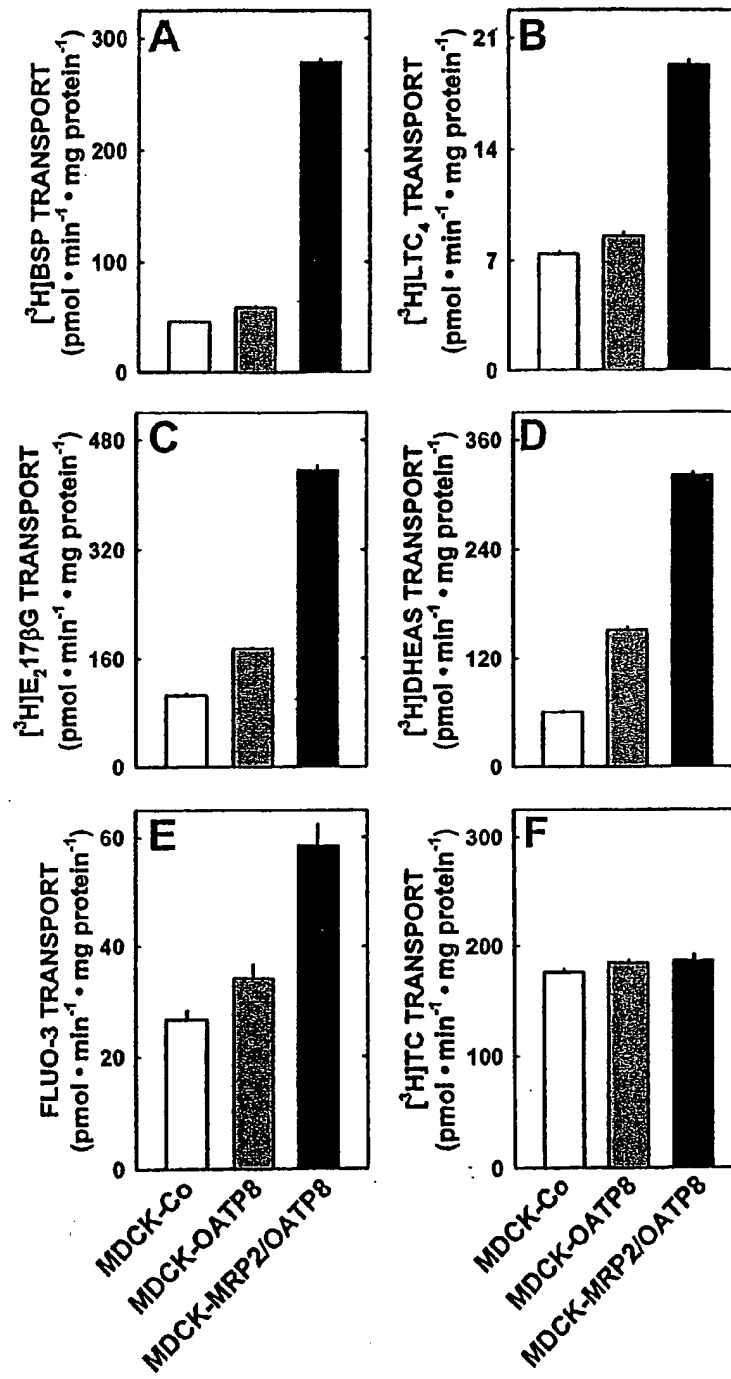 A
[³H]BSP TRANSPORT
(pmol • min⁻¹ • mg protein⁻¹)
300
200
100
0
B
[³H]LTC₄ TRANSPORT
(pmol • min⁻¹ • mg protein⁻¹)
21
14
7
0
C
[³H]E₂17βG TRANSPORT
(pmol • min⁻¹ • mg protein⁻¹)
480
320
160
0
D
[³H]DHEAS TRANSPORT
(pmol • min⁻¹ • mg protein⁻¹)
360
240
120
0
E
FLUO-3 TRANSPORT
(pmol • min⁻¹ • mg protein⁻¹)
60
40
20
0
F
[³H]TC TRANSPORT
(pmol • min⁻¹ • mg protein⁻¹)
300
200
100
0
MDCK-Co
MDCK-OATP8
MDCK-MRP2/OATP8
MDCK-Co
MDCK-OATP8
MDCK-MRP2/OATP8